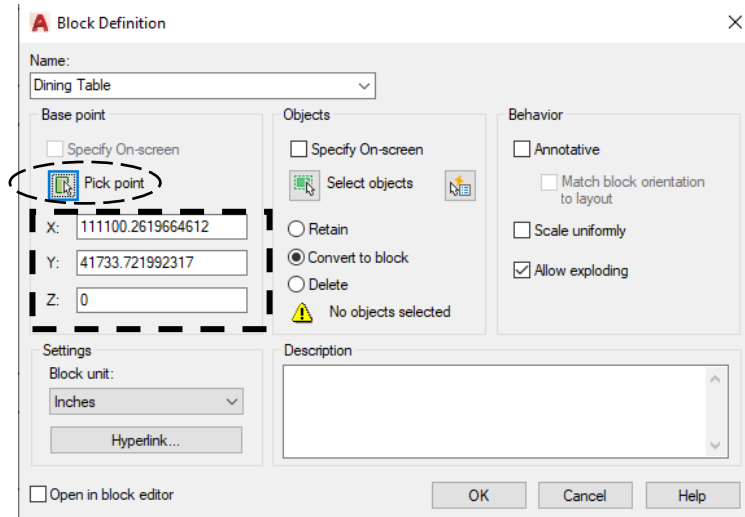 A Block Definition
Name:
Dining Table
Base point
Specify On-screen
Pick point
X: 111100.2619664612
Y: 41733.721992317
Z: 0
Objects
Specify On-screen
Select objects
Retain
Convert to block
Delete
No objects selected
Behavior
Annotative
Match block orientation
to layout
Scale uniformly
Allow exploding
Settings
Block unit:
Inches
Hyperlink...
Description
Open in block editor
OK
Cancel
Help